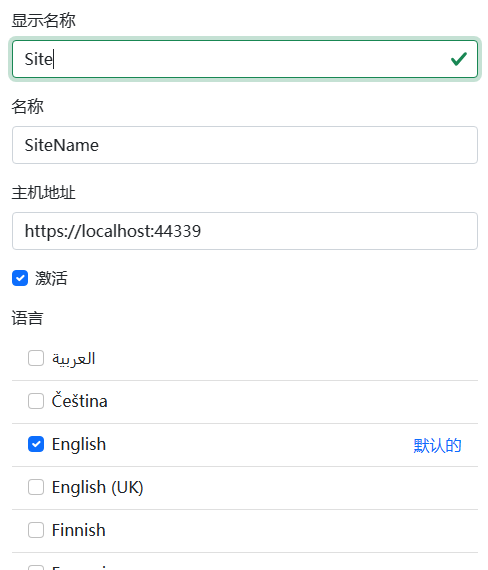 显示名称
Site
名称
SiteName
主机地址
https://localhost:44339
激活
语言
العربية
Čeština
English 默认的
English (UK)
Finnish